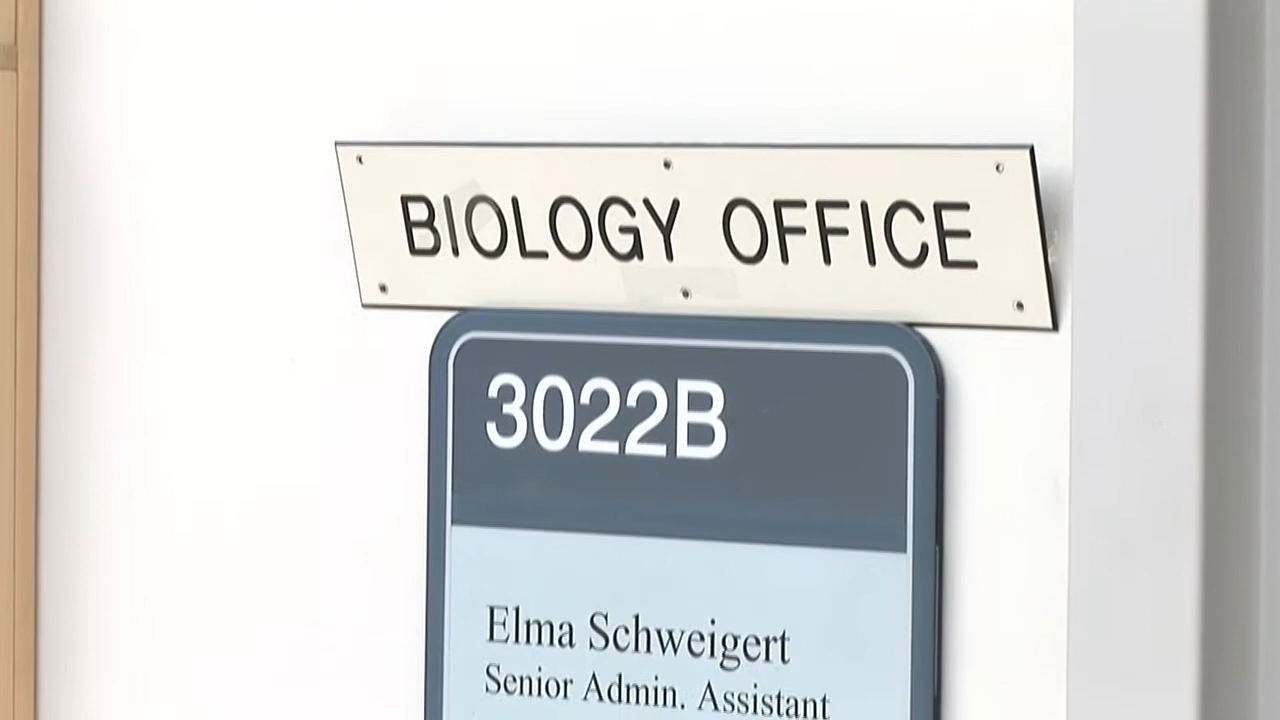 BIOLOGY OFFICE
3022B
Elma Schweigert
Senior Admin. Assistant